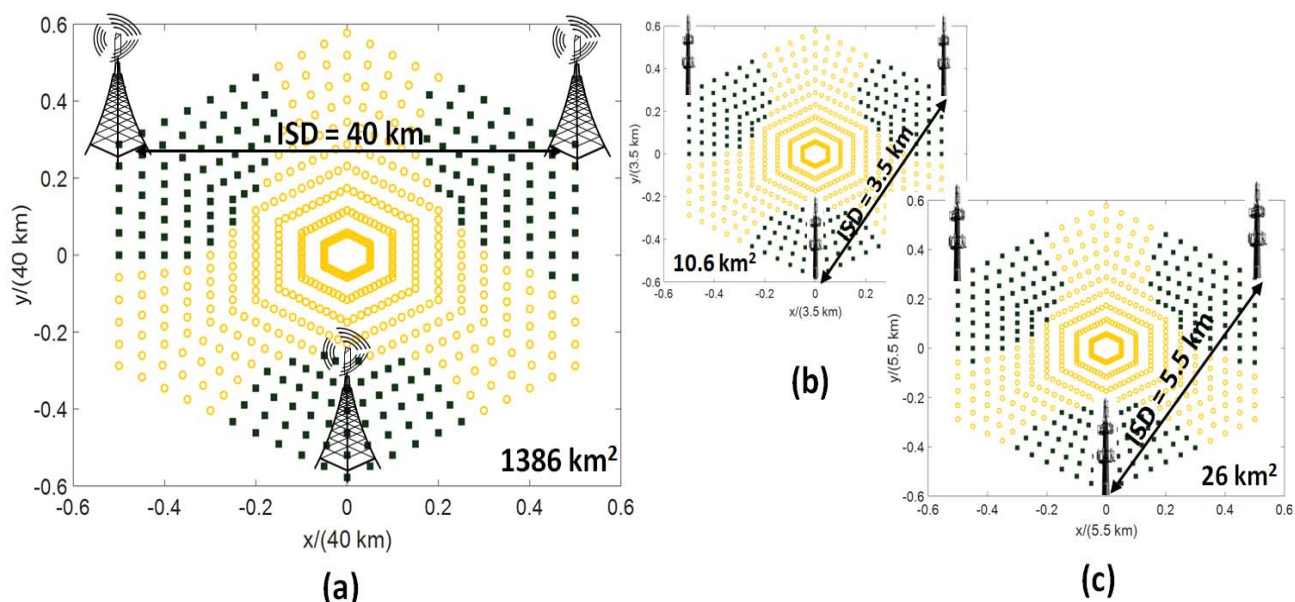 0.6
0.4
0.2
0
-0.2
-0.4
-0.6
y/(40 km)
ISD = 40 km
1386 km²
-0.6 -0.4 -0.2 0 0.2 0.4 0.6
x/(40 km)
(a)
0.6
0.4
0.2
0
-0.2
-0.4
-0.6
y/(3.5 km)
ISD = 3.5 km
10.6 km²
-0.6 -0.4 -0.2 0 0.2
x/(3.5 km)
(b)
0.6
0.4
0.2
0
-0.2
-0.4
-0.6
y/(5.5 km)
ISD = 5.5 km
26 km²
-0.6 -0.4 -0.2 0 0.2 0.4 0.6
x/(5.5 km)
(c)